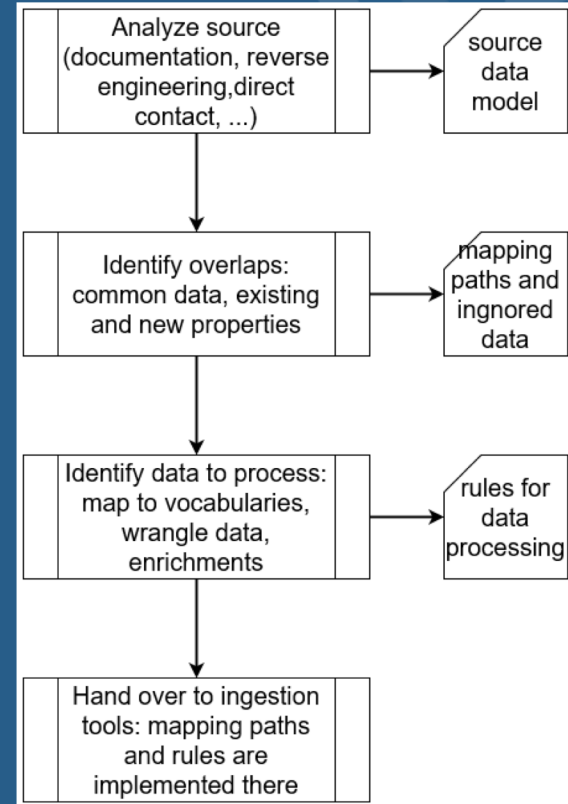 Analyze source
(documentation, reverse
engineering,direct
contact, ...)
source
data
model
Identify overlaps:
common data, existing
and new properties
mapping
paths and
ingnored
data
Identify data to process:
map to vocabularies,
wrangle data,
enrichments
rules for
data
processing
Hand over to ingestion
tools: mapping paths
and rules are
implemented there